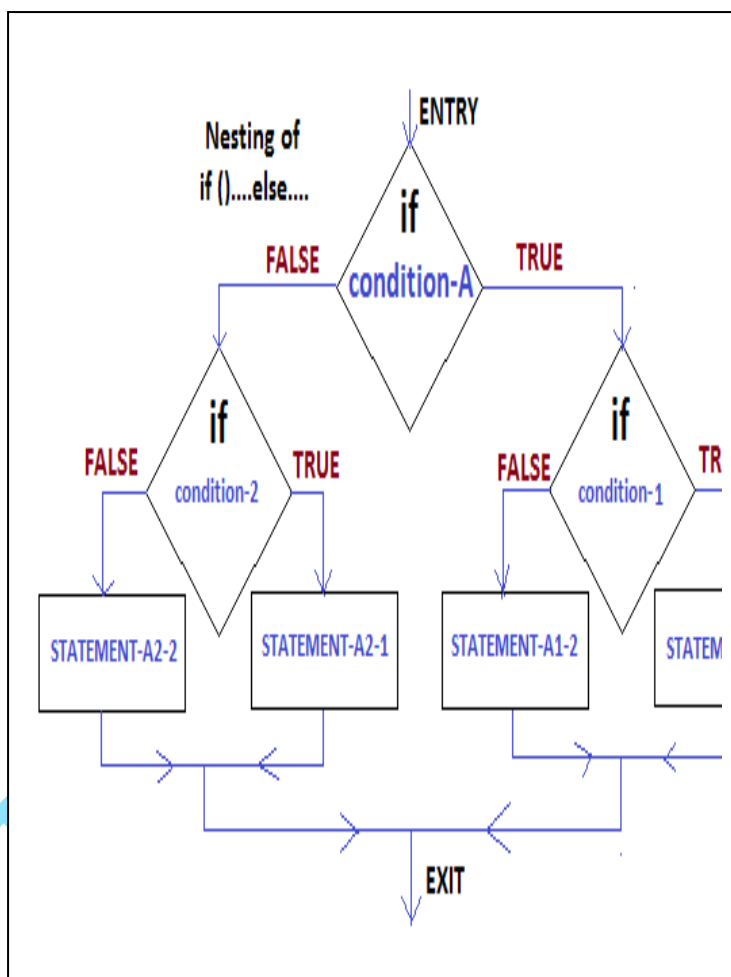 ENTRY
Nesting of
if ()....else....
if
condition-A
FALSE
TRUE
if
condition-2
FALSE
TRUE
if
condition-1
FALSE
STATEMENT-A2-2
STATEMENT-A2-1
STATEMENT-A1-2
EXIT